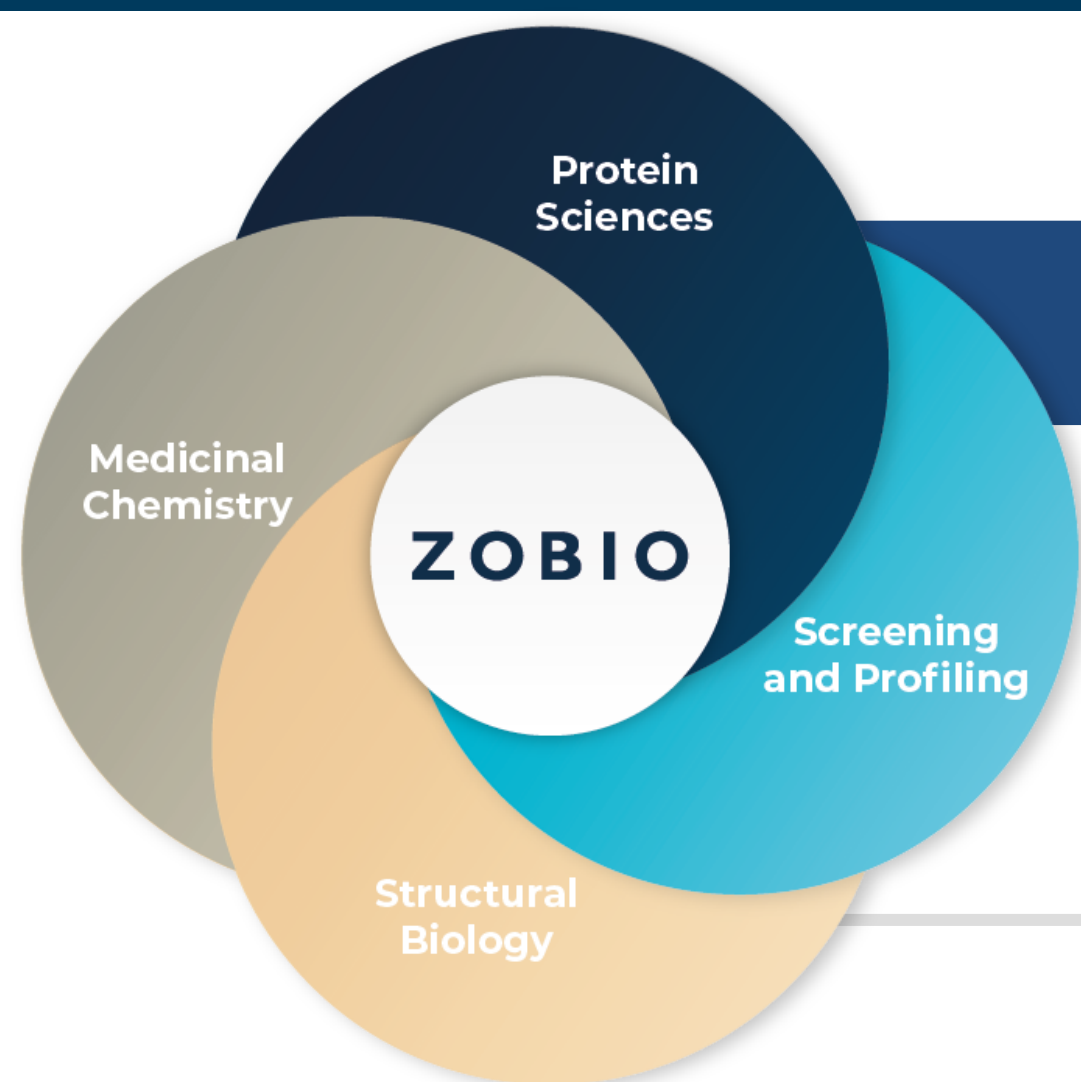 Protein
Sciences
Medicinal
Chemistry
ZOBIO
Screening
and Profiling
Structural
Biology